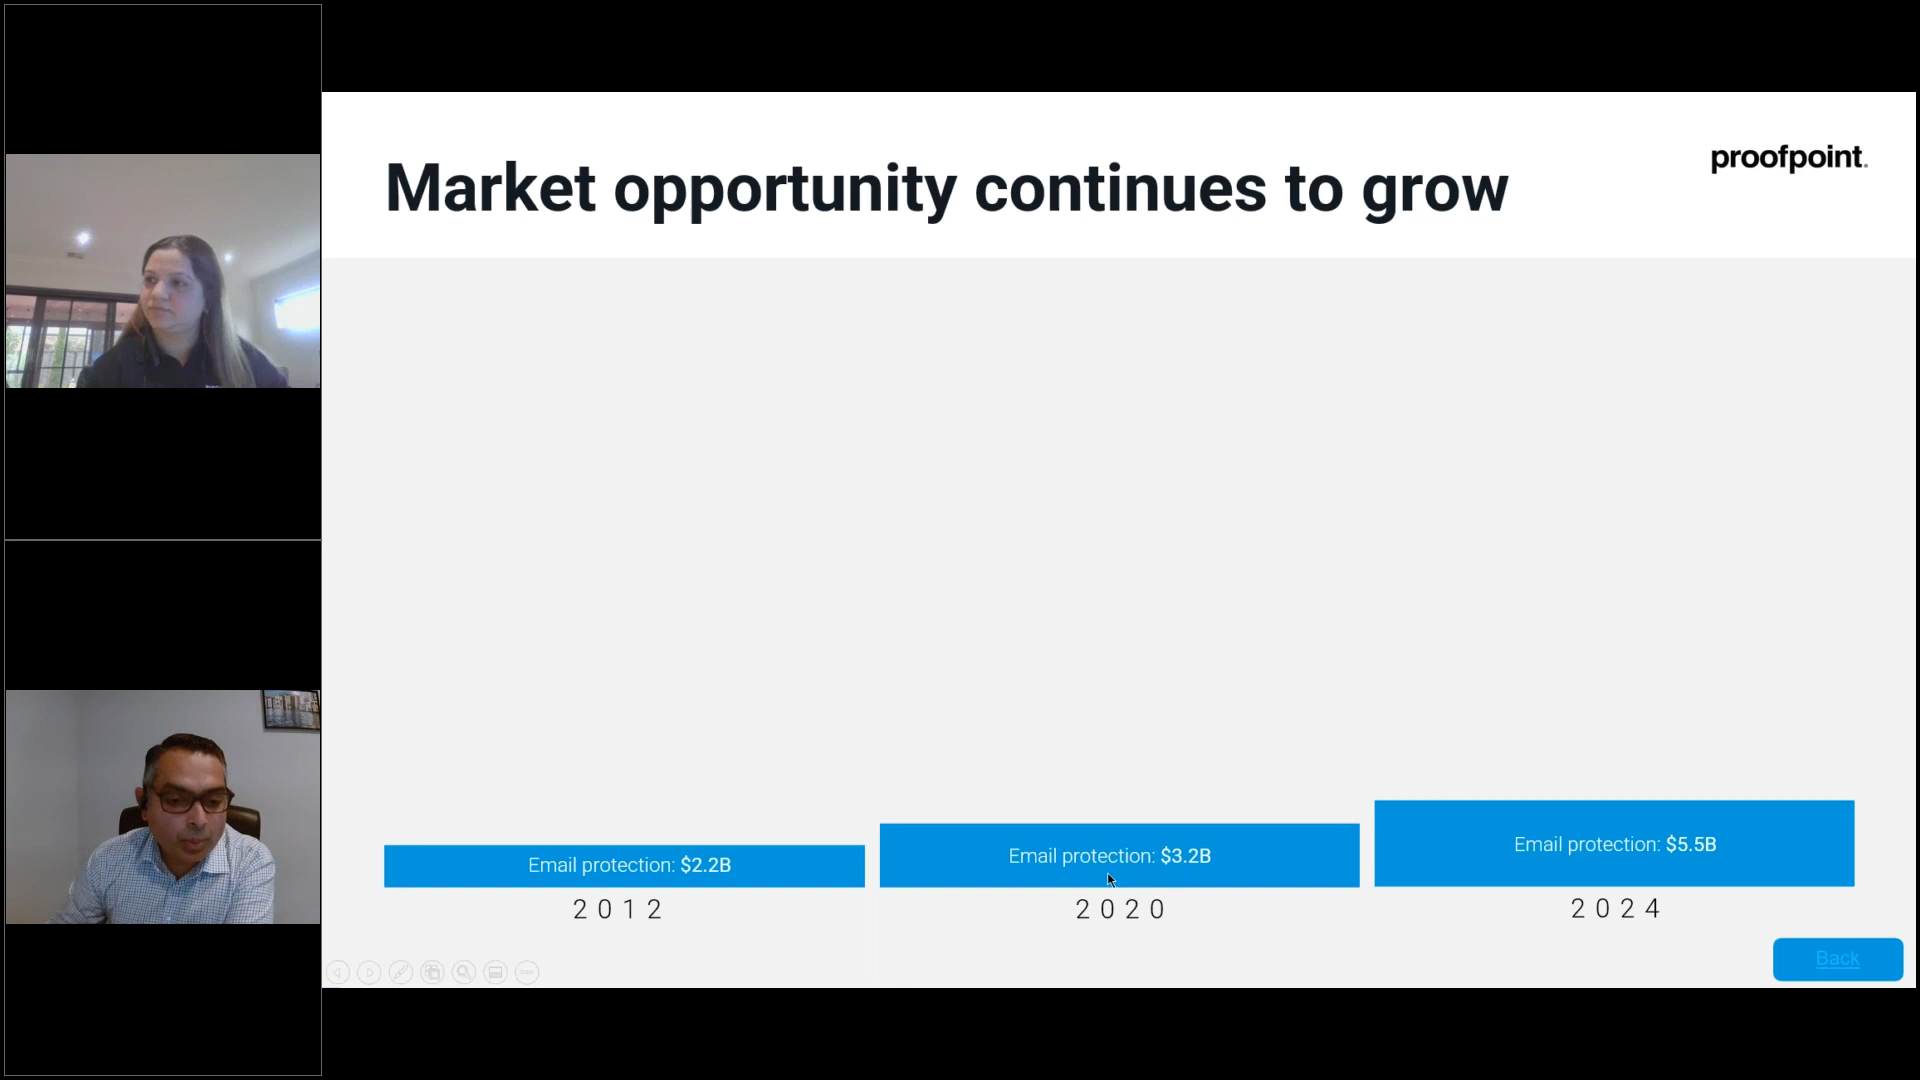 Market opportunity continues to grow
proofpoint.
Email protection: $2.2B
Email protection: $3.2B
Email protection: $5.5B
2012
2020
2024
Back